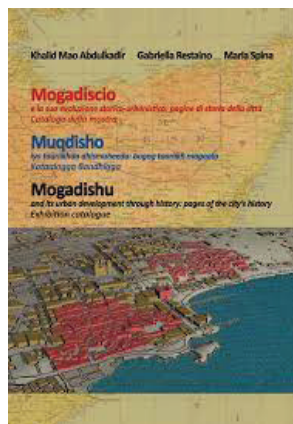 Khalid Mao Abdulkadir Gabriella Restaino Maria Spina
Mogadiscio
e la sua evoluzione storico-urbanistica: pagine di storia della città
Catalogo della mostra
Muqdisho
Bandhigga
Mogadishu
and its urban development through history: pages of the city's history
Exhibition catalogue